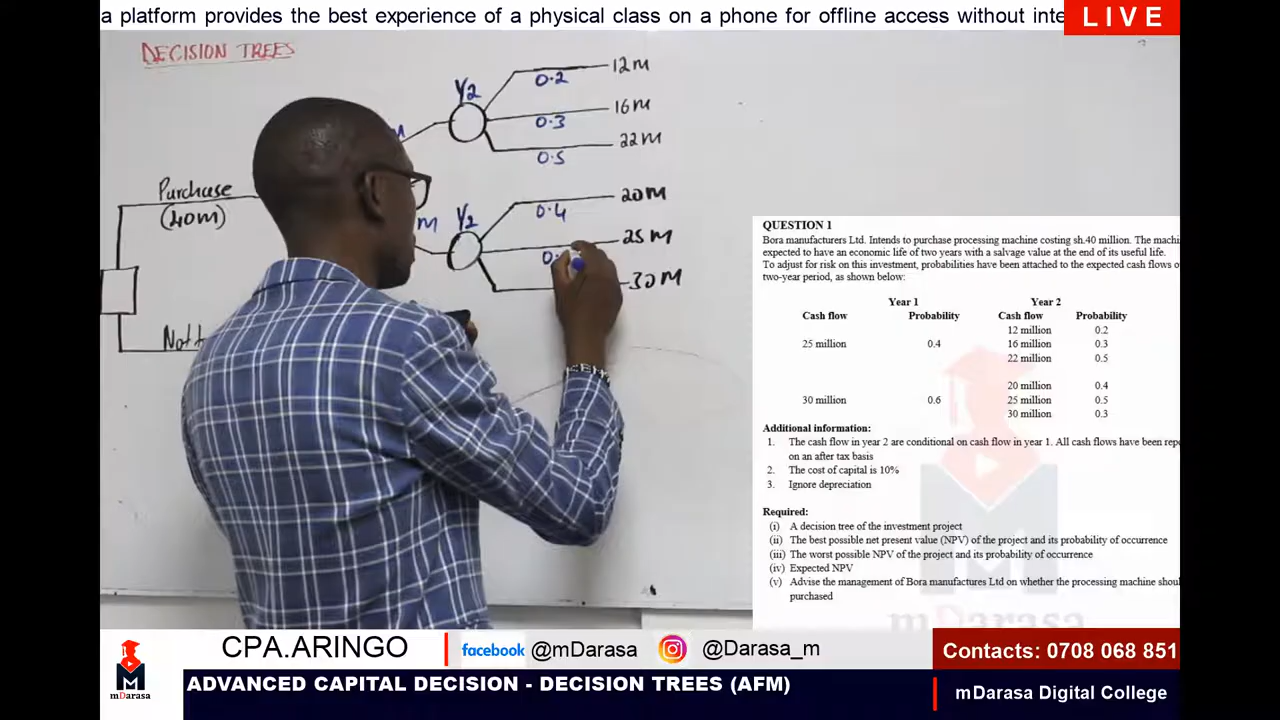 a platform provides the best experience of a physical class on a phone for offline access without inte
LIVE
DECISION TREES
Purchase
(40m)
Y2
0.2
12M
0.3
16M
0.5
22M
M
Y2
0.4
20M
25M
30M
QUESTION 1
Bora manufacturers Ltd. Intends to purchase processing machine costing sh.40 million. The machi
expected to have an economic life of two years with a salvage value at the end of its useful life.
To adjust for risk on this investment, probabilities have been attached to the expected cash flows o
two-year period, as shown below:
Year 1 Year 2
Cash flow Probability Cash flow Probability
12 million 0.2
25 million 0.4 16 million 0.3
22 million 0.5
20 million 0.4
30 million 0.6 25 million 0.5
30 million 0.3
Additional information:
1. The cash flow in year 2 are conditional on cash flow in year 1. All cash flows have been rep
on an after tax basis
2. The cost of capital is 10%
3. Ignore depreciation
Required:
(i) A decision tree of the investment project
(ii) The best possible net present value (NPV) of the project and its probability of occurrence
(iii) The worst possible NPV of the project and its probability of occurrence
(iv) Expected NPV
(v) Advise the management of Bora manufactures Ltd on whether the processing machine shou
purchased
mDarasa
CPA.ARINGO
facebook @mDarasa
@Darasa_m
Contacts: 0708 068 851
mDarasa
ADVANCED CAPITAL DECISION - DECISION TREES (AFM)
mDarasa Digital College